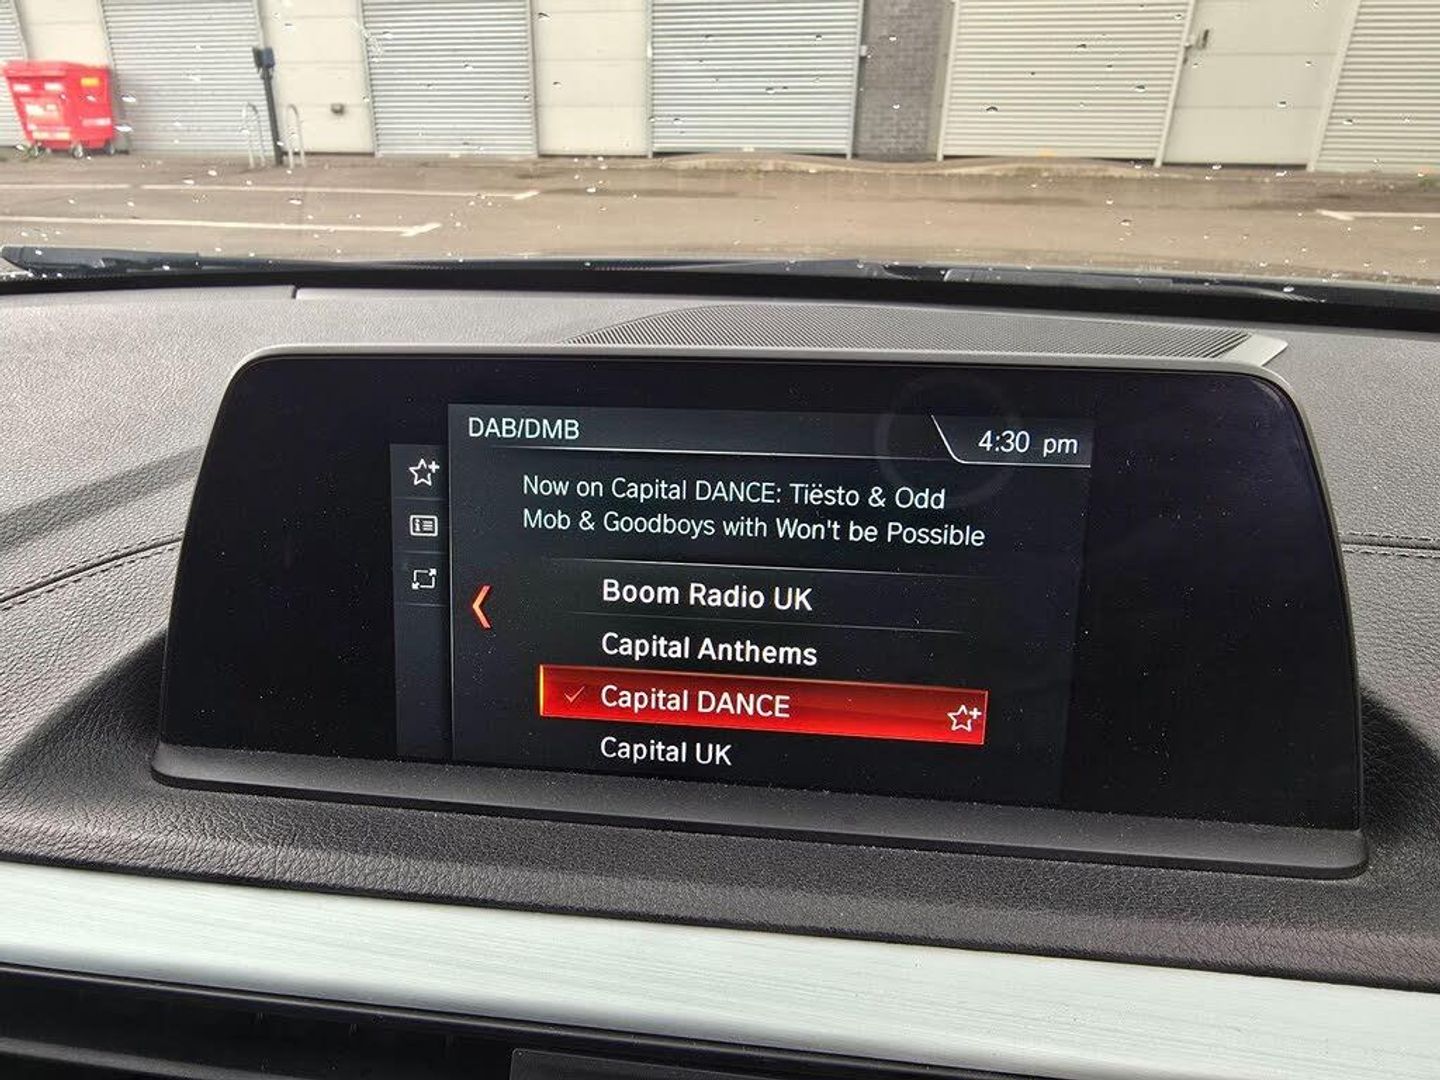 DAB/DMB
4:30 pm
Now on Capital DANCE: Tiësto & Odd
Mob & Goodboys with Won't be Possible
Boom Radio UK
Capital Anthems
Capital DANCE
Capital UK